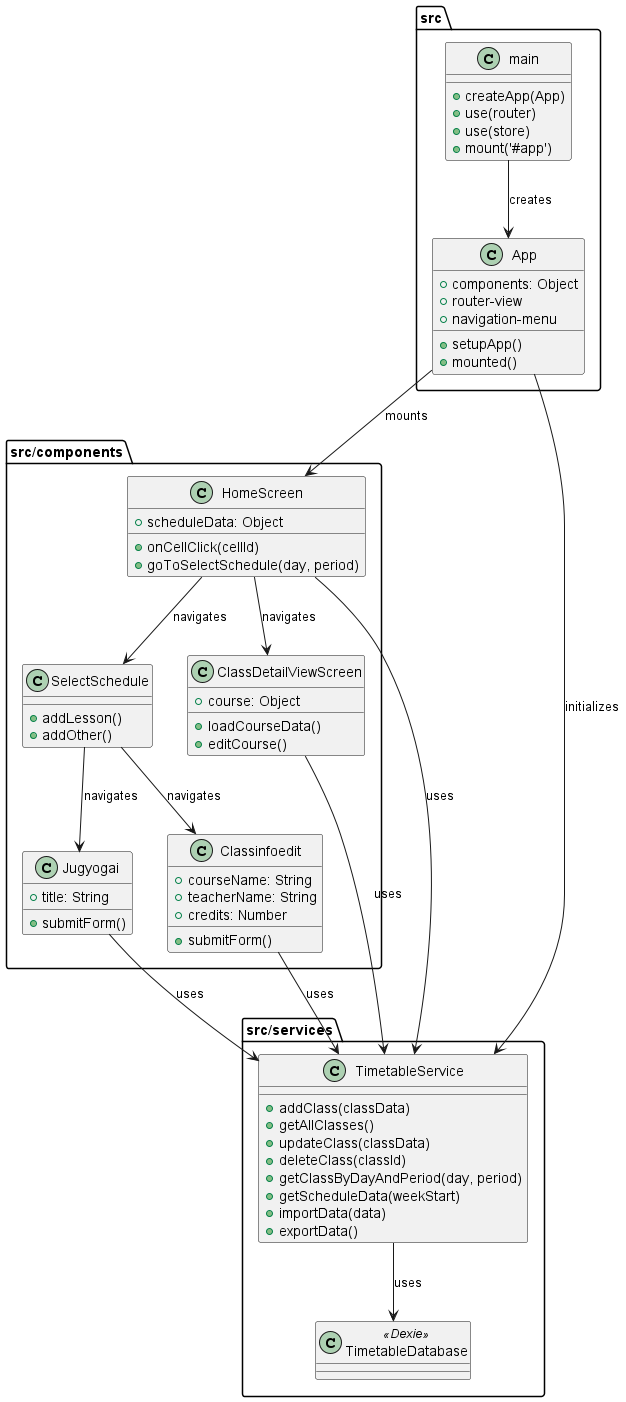 src
C main
+ createApp(App)
+ use(router)
+ use(store)
+ mount('#app')
creates
C App
+ components: Object
+ router-view
+ navigation-menu
+ setupApp()
+ mounted()
mounts
initializes
src/components
C HomeScreen
+ scheduleData: Object
+ onCellClick(cellId)
+ goToSelectSchedule(day, period)
navigates
navigates
uses
C SelectSchedule
+ addLesson()
+ addOther()
C ClassDetailViewScreen
+ course: Object
+ loadCourseData()
+ editCourse()
navigates
navigates
uses
C Jugyogai
+ title: String
+ submitForm()
C Classinfoedit
+ courseName: String
+ teacherName: String
+ credits: Number
+ submitForm()
uses
uses
src/services
C TimetableService
+ addClass(classData)
+ getAllClasses()
+ updateClass(classData)
+ deleteClass(classId)
+ getClassByDayAndPeriod(day, period)
+ getScheduleData(weekStart)
+ importData(data)
+ exportData()
uses
«Dexie»
C TimetableDatabase